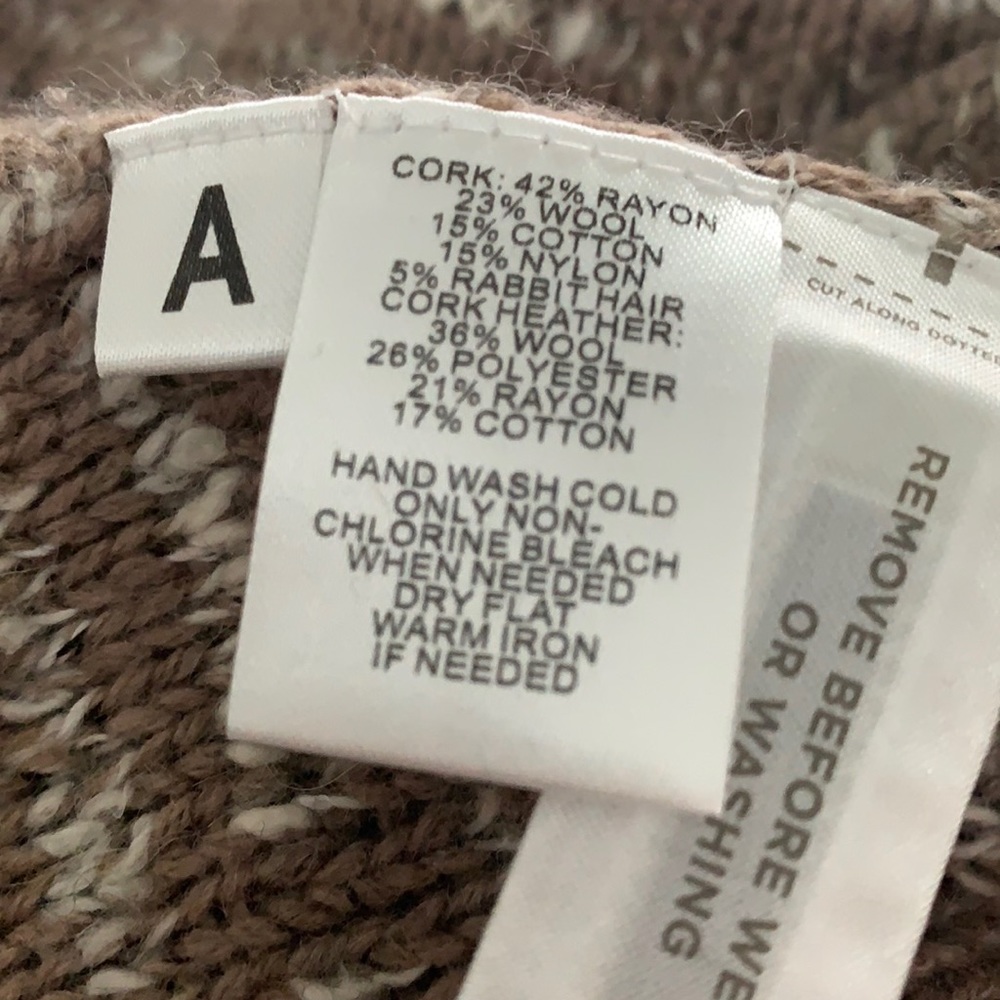 A
CORK: 42% RAYON
23% WOOL
15% COTTON
15% NYLON
5% RABBIT HAIR
CORK HEATHER:
36% WOOL
26% POLYESTER
21% RAYON
17% COTTON
HAND WASH COLD
ONLY NON-
CHLORINE BLEACH
WHEN NEEDED
DRY FLAT
WARM IRON
IF NEEDED
CUT ALONG DOTTE
REMOVE BEFORE WE
OR WASHING